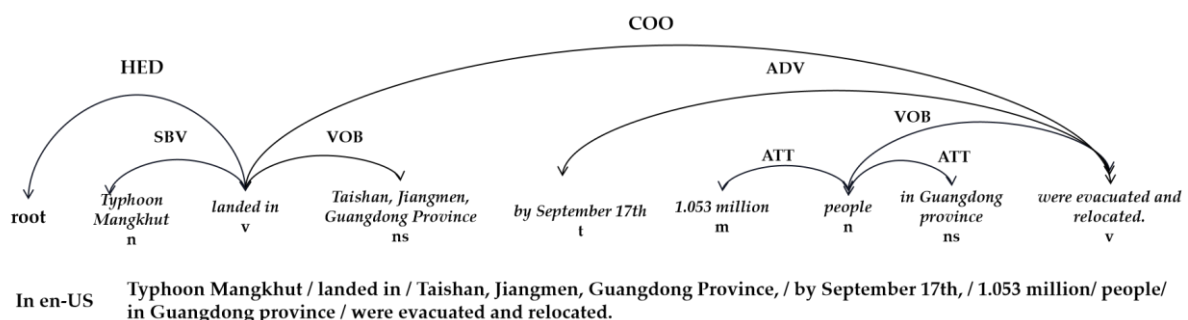 COO
HED
ADV
SBV
VOB
VOB
ATT
ATT
root
Typhoon
Mangkhut
n
landed in
v
Taishan, Jiangmen,
Guangdong Province
ns
by September 17th
t
1.053 million
m
people
n
in Guangdong
province
ns
were evacuated and
relocated.
v
In en-US
Typhoon Mangkhut / landed in / Taishan, Jiangmen, Guangdong Province, / by September 17th, / 1.053 million/ people/
in Guangdong province / were evacuated and relocated.